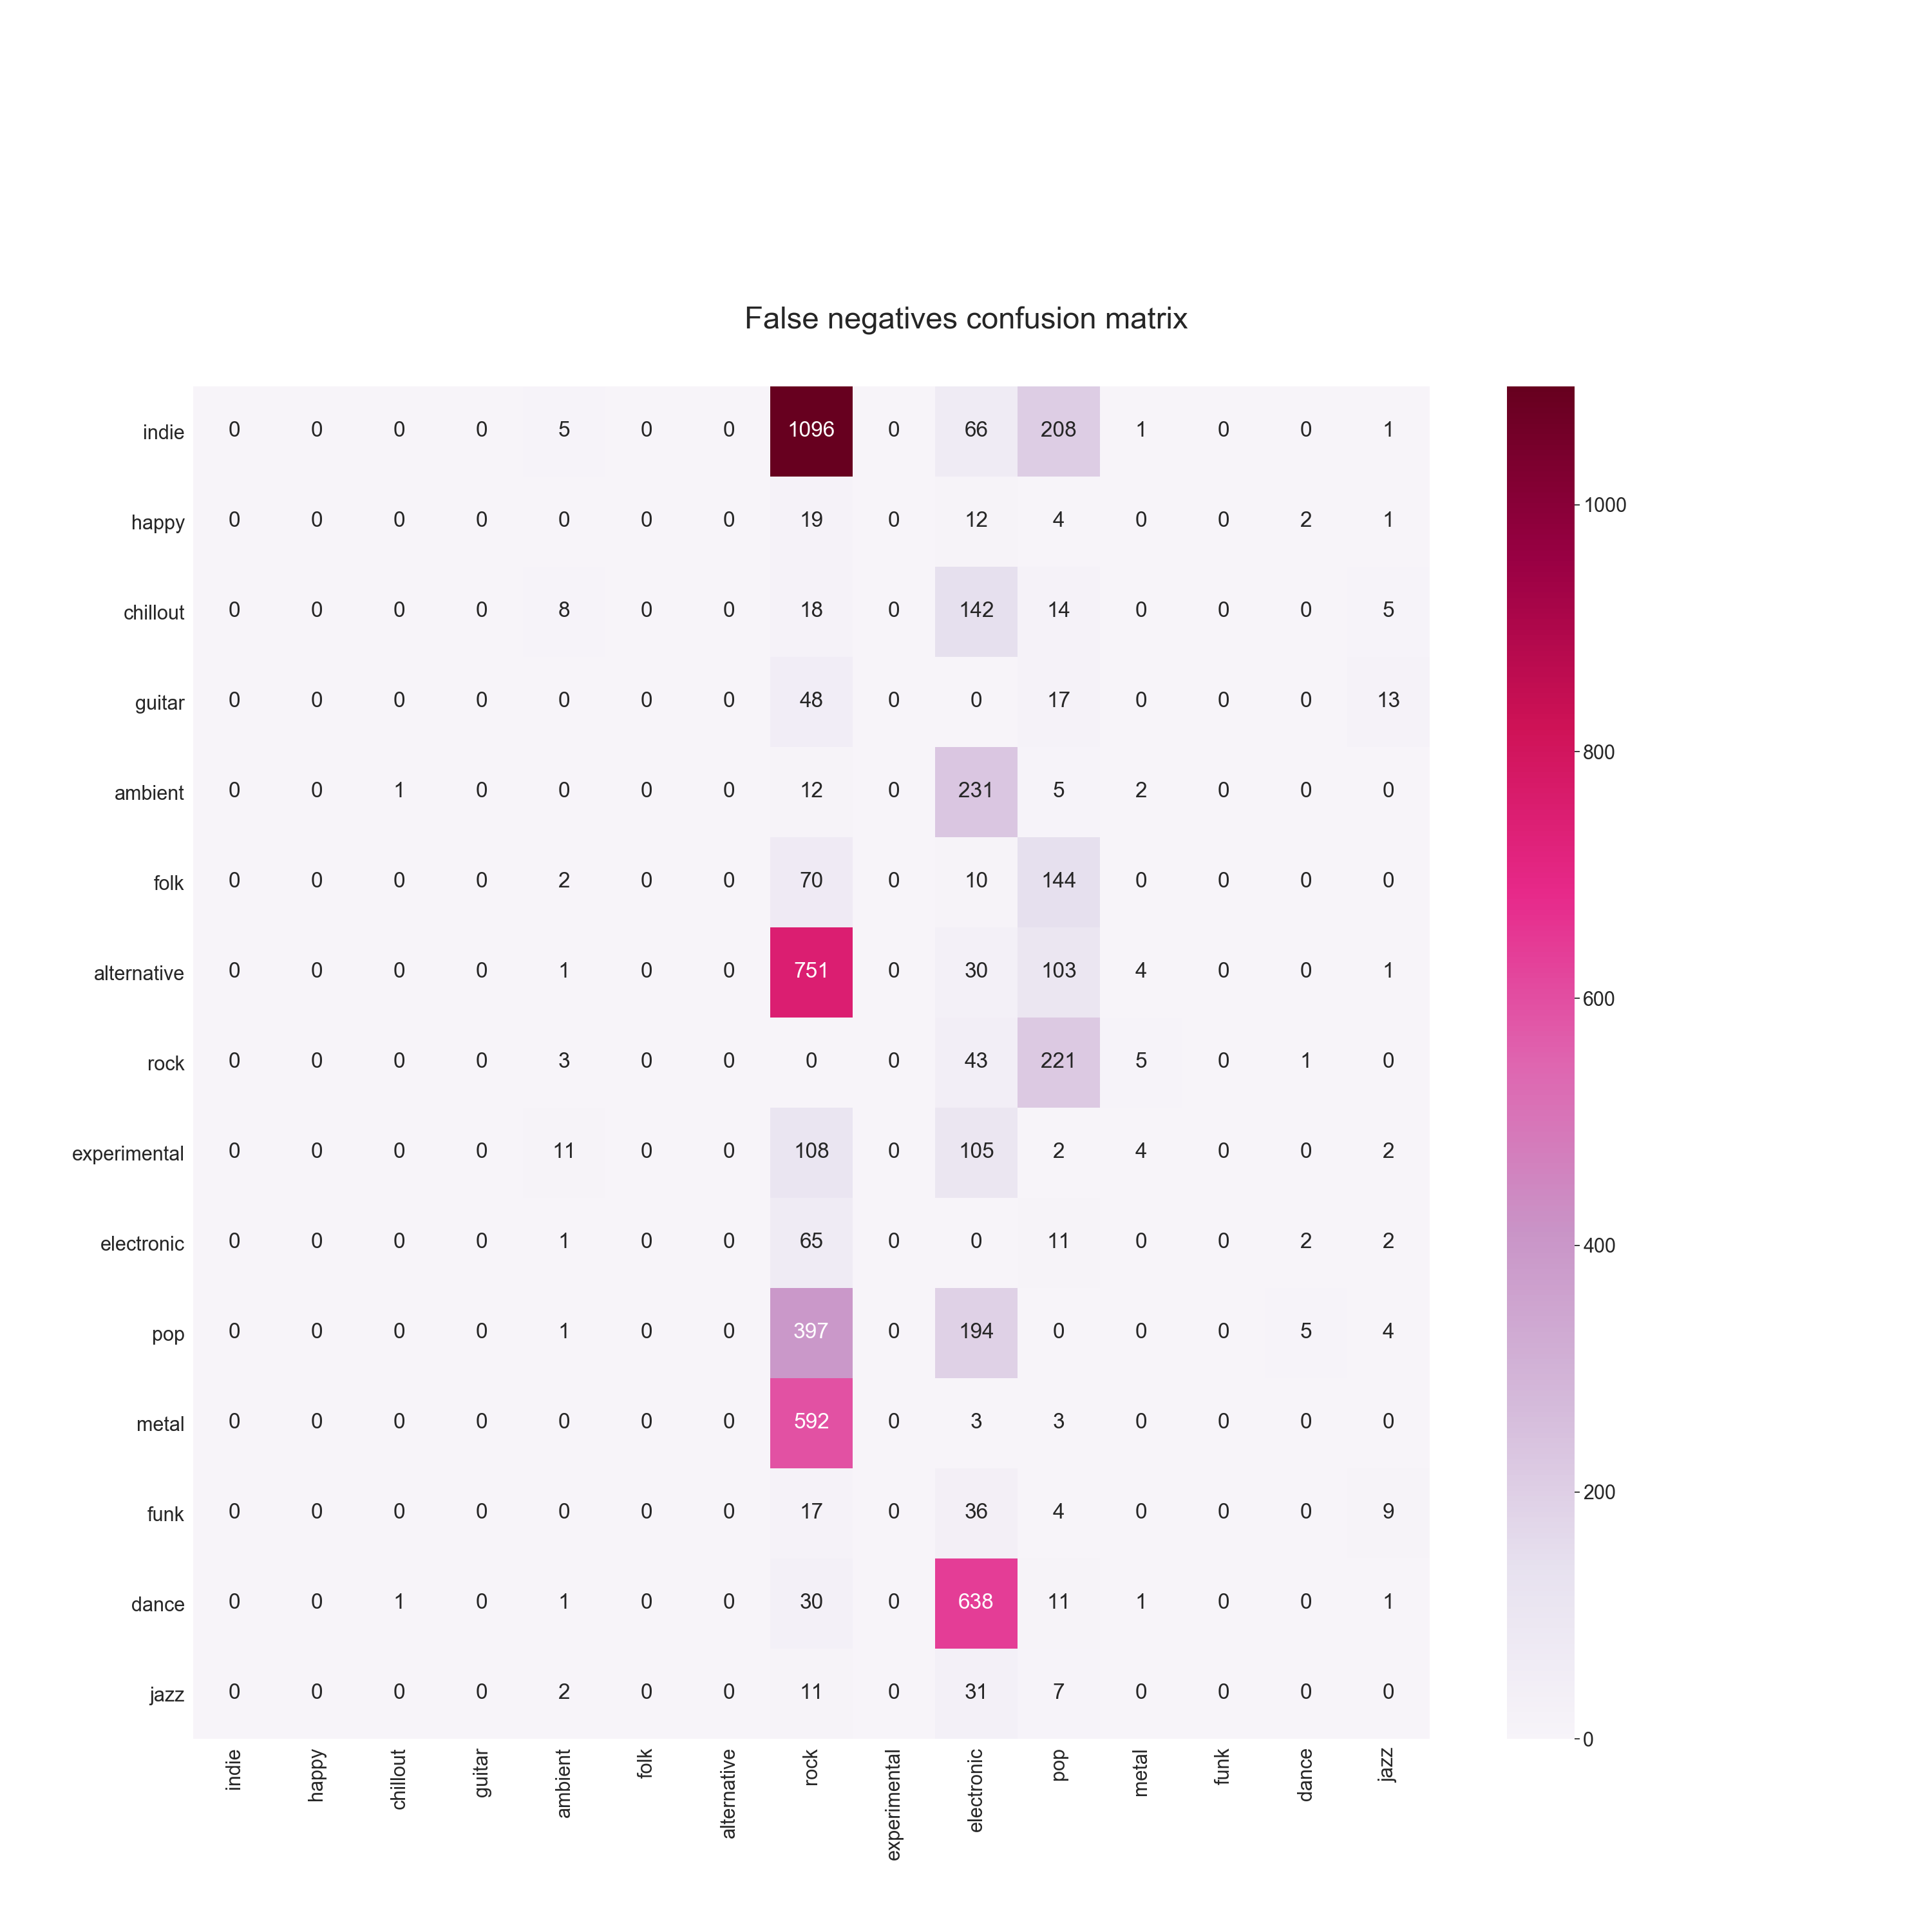 False negatives confusion matrix
indie 0 0 0 0 5 0 0 1096 0 66 208 1 0 0 1
happy 0 0 0 0 0 0 0 19 0 12 4 0 0 2 1
chillout 0 0 0 0 8 0 0 18 0 142 14 0 0 0 5
guitar 0 0 0 0 0 0 0 48 0 0 17 0 0 0 13
ambient 0 0 1 0 0 0 0 12 0 231 5 2 0 0 0
folk 0 0 0 0 2 0 0 70 0 10 144 0 0 0 0
alternative 0 0 0 0 1 0 0 751 0 30 103 4 0 0 1
rock 0 0 0 0 3 0 0 0 0 43 221 5 0 1 0
experimental 0 0 0 0 11 0 0 108 0 105 2 4 0 0 2
electronic 0 0 0 0 1 0 0 65 0 0 11 0 0 2 2
pop 0 0 0 0 1 0 0 397 0 194 0 0 0 5 4
metal 0 0 0 0 0 0 0 592 0 3 3 0 0 0 0
funk 0 0 0 0 0 0 0 17 0 36 4 0 0 0 9
dance 0 0 1 0 1 0 0 30 0 638 11 1 0 0 1
jazz 0 0 0 0 2 0 0 11 0 31 7 0 0 0 0
indie happy chillout guitar ambient folk alternative rock experimental electronic pop metal funk dance jazz
1000
800
600
400
200
0